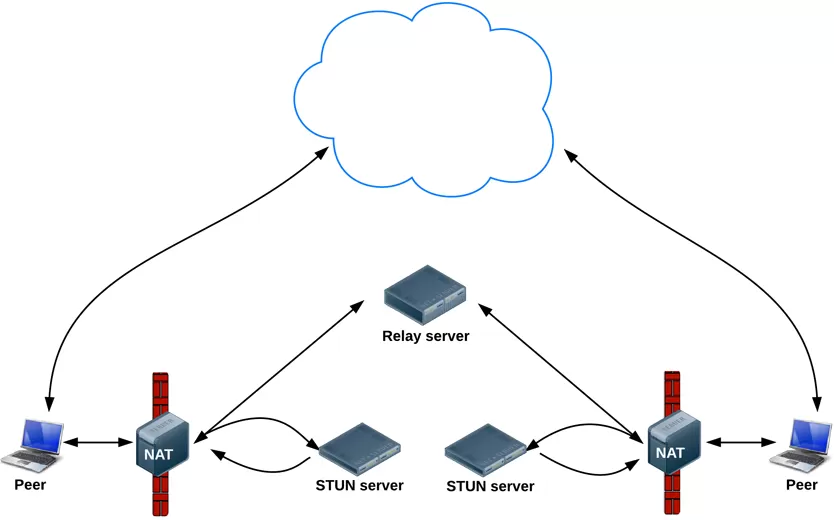 Relay server
NAT
NAT
Peer
STUN server
STUN server
Peer